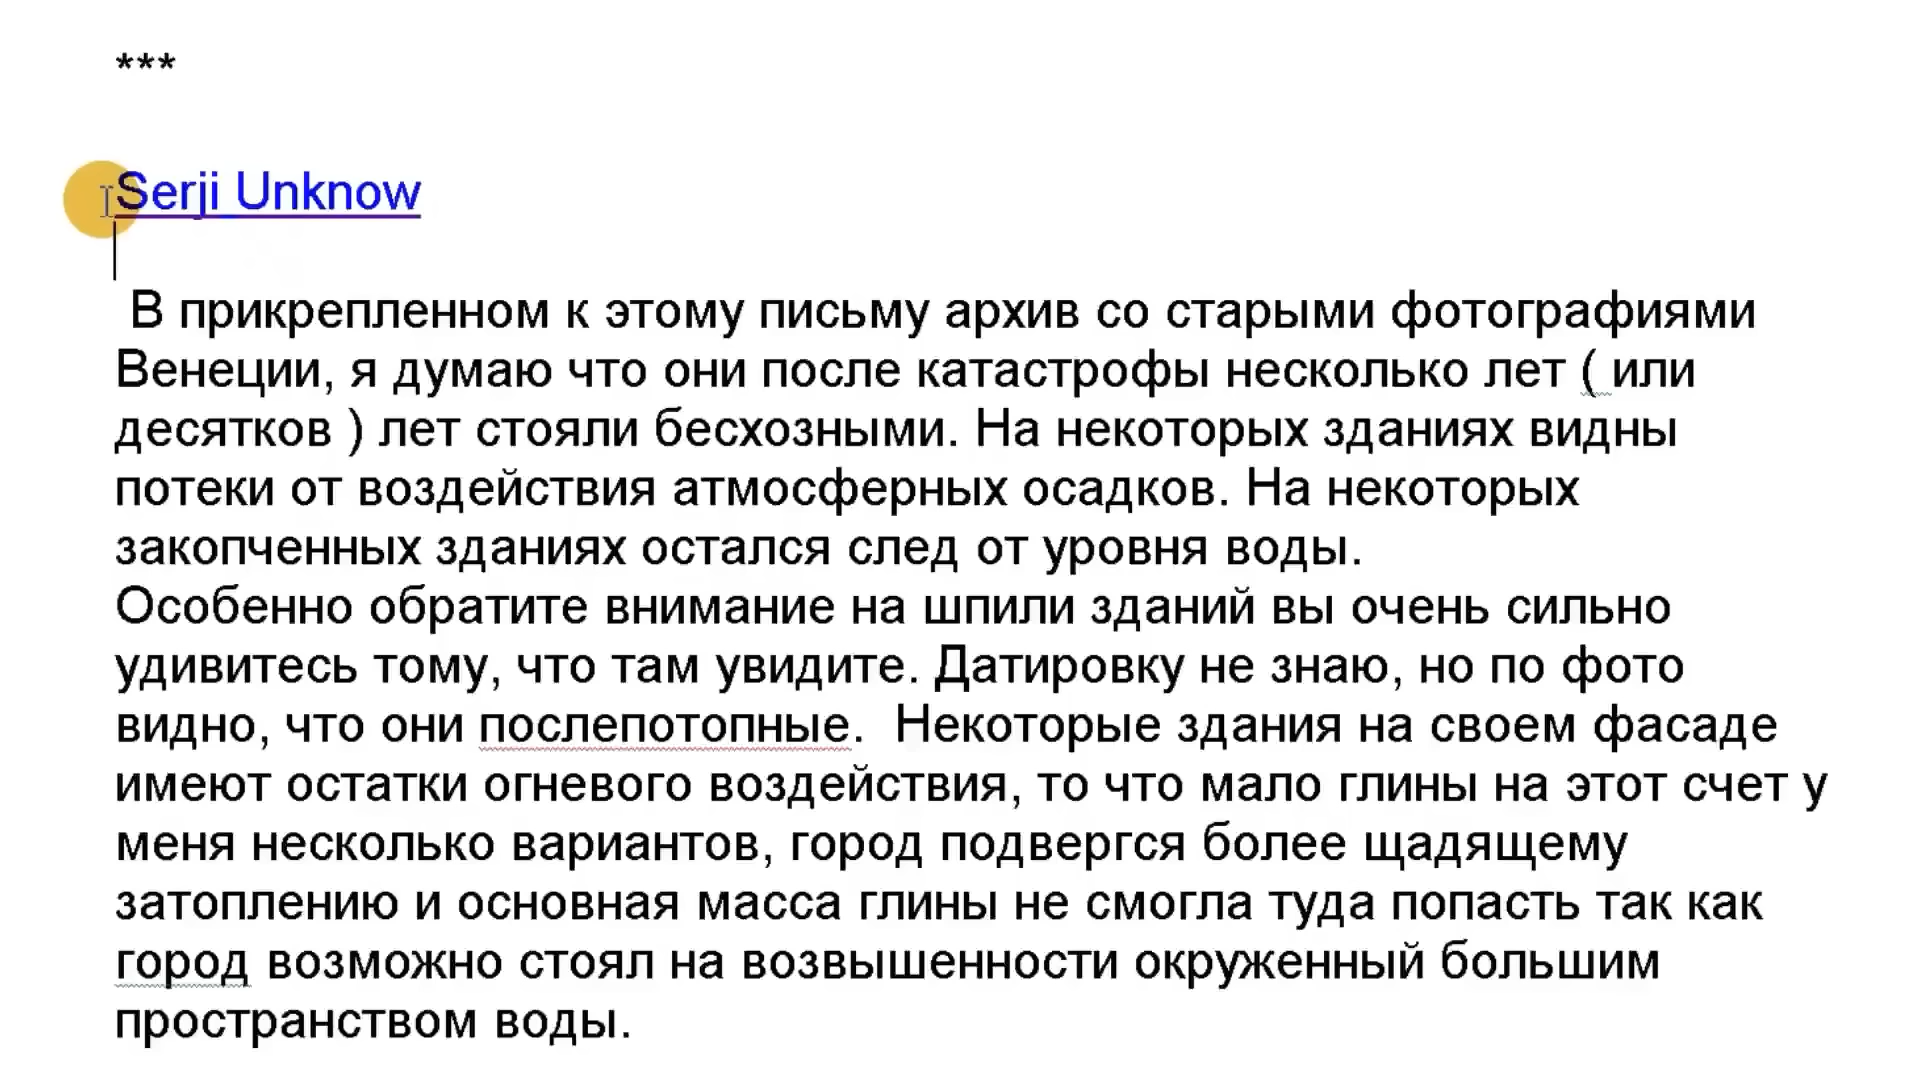 ***
Serji Unknow
В прикрепленном к этому письму архив со старыми фотографиями
Венеции, я думаю что они после катастрофы несколько лет ( или
десятков ) лет стояли бесхозными. На некоторых зданиях видны
потеки от воздействия атмосферных осадков. На некоторых
закопченных зданиях остался след от уровня воды.
Особенно обратите внимание на шпили зданий вы очень сильно
удивитесь тому, что там увидите. Датировку не знаю, но по фото
видно, что они послепотопные.  Некоторые здания на своем фасаде
имеют остатки огневого воздействия, то что мало глины на этот счет у
меня несколько вариантов, город подвергся более щадящему
затоплению и основная масса глины не смогла туда попасть так как
город возможно стоял на возвышенности окруженный большим
пространством воды.